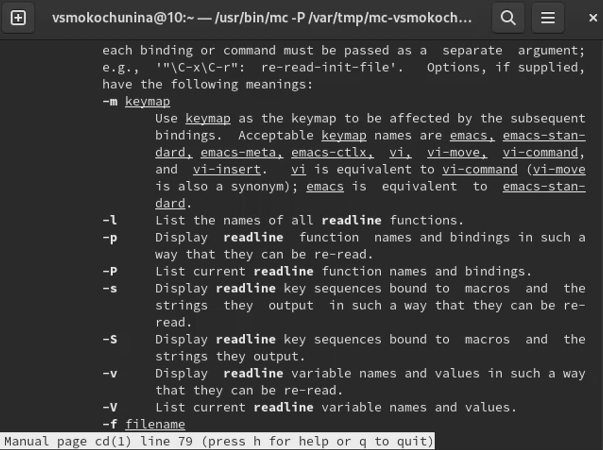 vsmokochunina@10:~ — /usr/bin/mc -P /var/tmp/mc-vsmokoch...
each binding or command must be passed as a separate argument;
e.g., '"\C-x\C-r": re-read-init-file'. Options, if supplied,
have the following meanings:
-m keymap
Use keymap as the keymap to be affected by the subsequent
bindings. Acceptable keymap names are emacs, emacs-stan-
dard, emacs-meta, emacs-ctlx, vi, vi-move, vi-command,
and vi-insert. vi is equivalent to vi-command (vi-move
is also a synonym); emacs is equivalent to emacs-stan-
dard.
-l List the names of all readline functions.
-p Display readline function names and bindings in such a
way that they can be re-read.
-P List current readline function names and bindings.
-s Display readline key sequences bound to macros and the
strings they output in such a way that they can be re-
read.
-S Display readline key sequences bound to macros and the
strings they output.
-v Display readline variable names and values in such a way
that they can be re-read.
-V List current readline variable names and values.
-f filename
Manual page cd(1) line 79 (press h for help or q to quit)